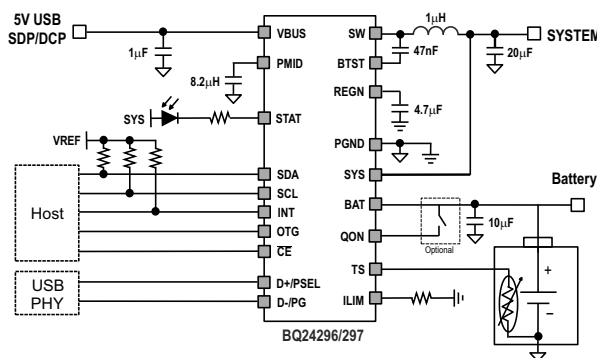 5V USB
SDP/DCP
1μF
VBUS
PMID
8.2μH
SYS
STAT
VREF
Host
SDA
SCL
INT
OTG
CE
USB
PHY
D+/PSEL
D-/PG
SW
1μH
SYSTEM
47nF
20μF
BTST
REGN
4.7μF
PGND
SYS
BAT
Battery
10μF
QON
Optional
TS
ILIM
+
–
BQ24296/297